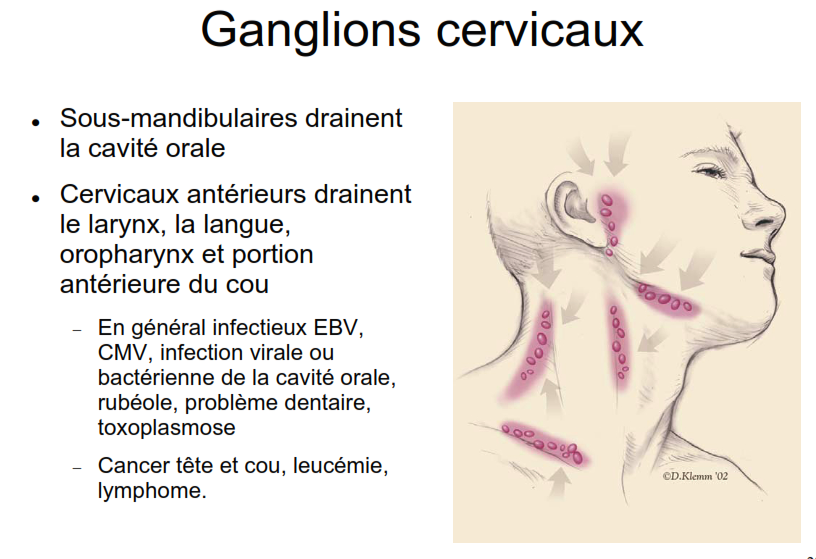 Ganglions cervicaux
● Sous-mandibulaires drainent
la cavité orale
● Cervicaux antérieurs drainent
le larynx, la langue,
oropharynx et portion
antérieure du cou
– En général infectieux EBV,
CMV, infection virale ou
bactérienne de la cavité orale,
rubéole, problème dentaire,
toxoplasmose
– Cancer tête et cou, leucémie,
lymphome.
©D.Klemm '02